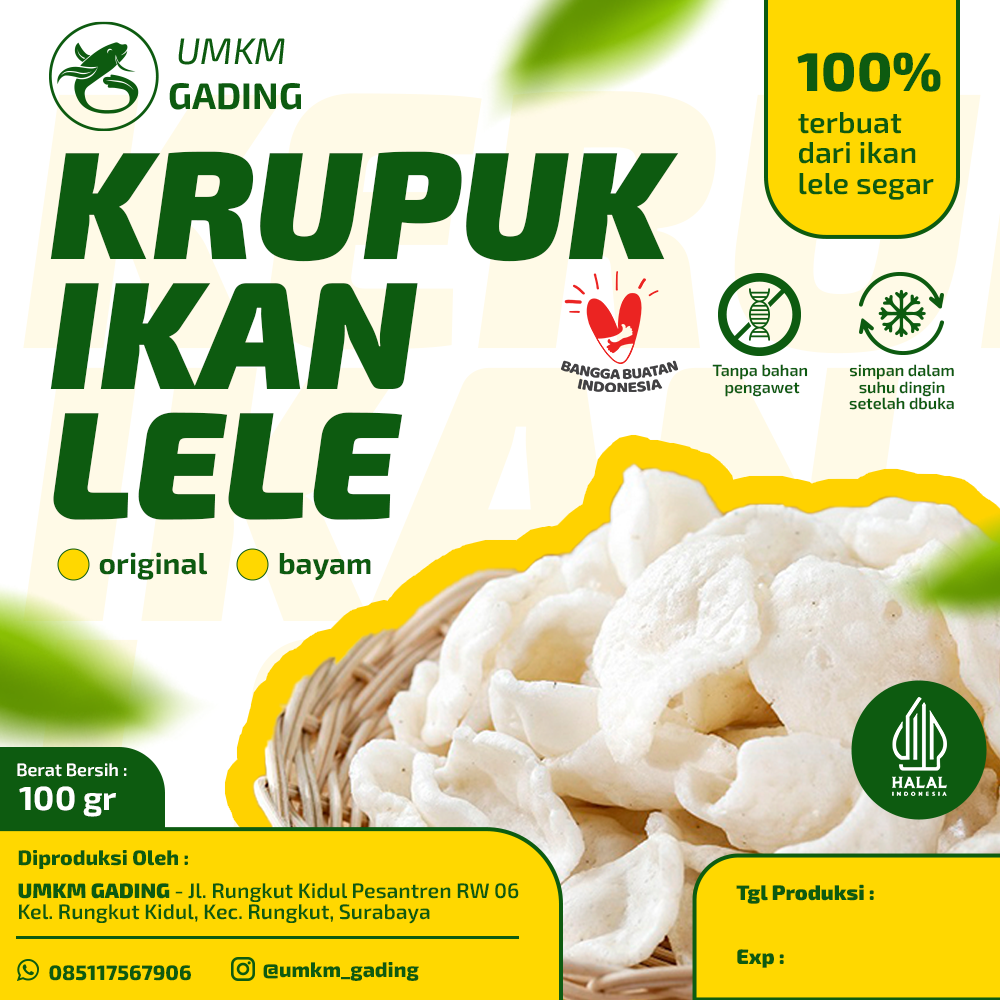 UMKM
GADING
100%
terbuat
dari ikan
lele segar
KRUPUK
IKAN
LELE
BANGGA BUATAN
INDONESIA
Tanpa bahan
pengawet
simpan dalam
suhu dingin
setelah dbuka
original
bayam
HALAL
INDONESIA
Berat Bersih :
100 gr
Diproduksi Oleh :
UMKM GADING - Jl. Rungkut Kidul Pesantren RW 06
Kel. Rungkut Kidul, Kec. Rungkut, Surabaya
085117567906
@umkm_gading
Tgl Produksi :
Exp :